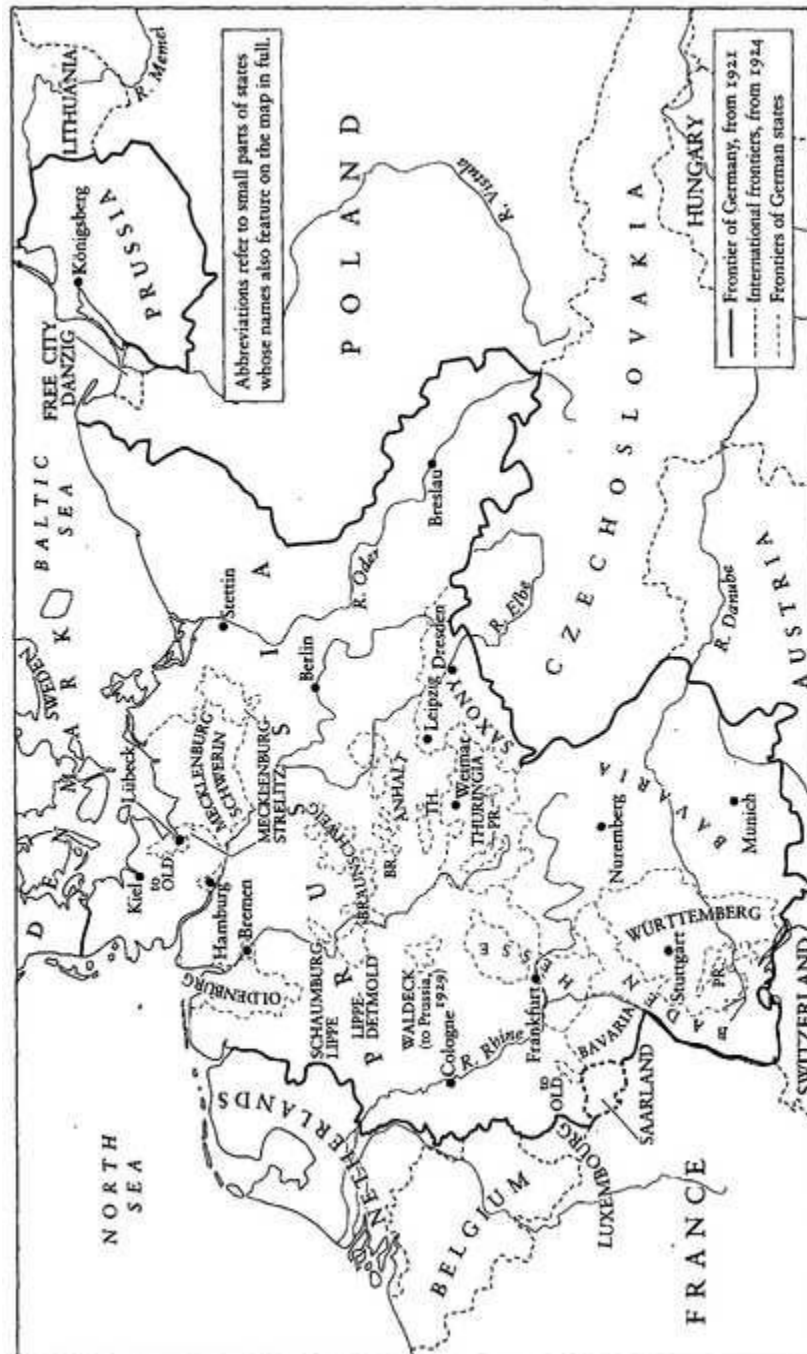 NORTH
SEA
DENMARK
SWEDEN
BALTIC
SEA
FREE CITY
DANZIG
LITHUANIA
R. Memel
Königsberg
PRUSSIA
Abbreviations refer to small parts of states
whose names also feature on the map in full.
Kiel
to
OLD.
Lübeck
Hamburg
Bremen
OLDENBURG
MECKLENBURG
SCHWERIN
MECKLENBURG
STRELITZ
Stettin
Berlin
PRUSSIA
NETHERLANDS
SCHAUMBURG
LIPPE
LIPPE-
DETMOLD
BRAUNSCHWEIG
BR.
ANHALT
R. Oder
Breslau
POLAND
R. Vistula
WALDECK
(to Prussia,
1929)
Cologne
R. Rhine
TH.
Weimar
THURINGIA
PR.
Leipzig
Dresden
SAXONY
R. Elbe
BELGIUM
LUXEMBOURG
to
OLD.
SAARLAND
Frankfurt
HESSE
BAVARIA
CZECHOSLOVAKIA
FRANCE
BADEN
Stuttgart
PR.
WÜRTTEMBERG
Nuremberg
BAVARIA
Munich
R. Danube
SWITZERLAND
AUSTRIA
HUNGARY
Frontier of Germany, from 1921
International frontiers, from 1924
Frontiers of German states